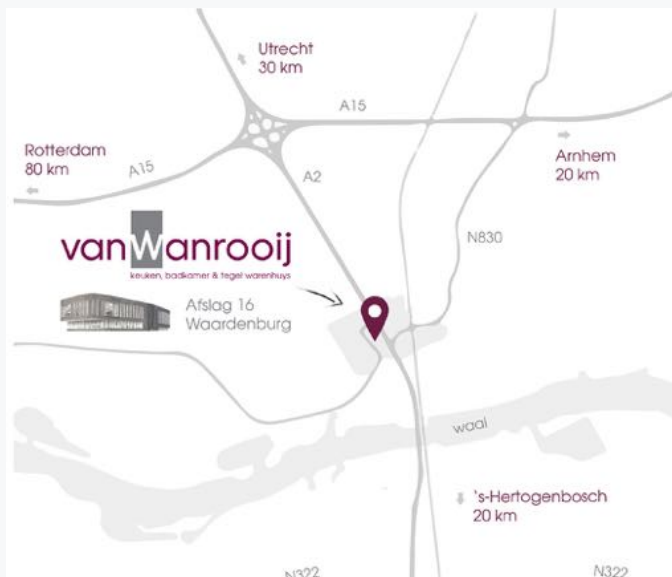 Utrecht
30 km
A15
Rotterdam
80 km
A15
A2
Arnhem
20 km
N830
vanWanrooij
keuken, badkamer & tegel warenhuys
Afslag 16
Waardenburg
waal
's-Hertogenbosch
20 km
N322
N322